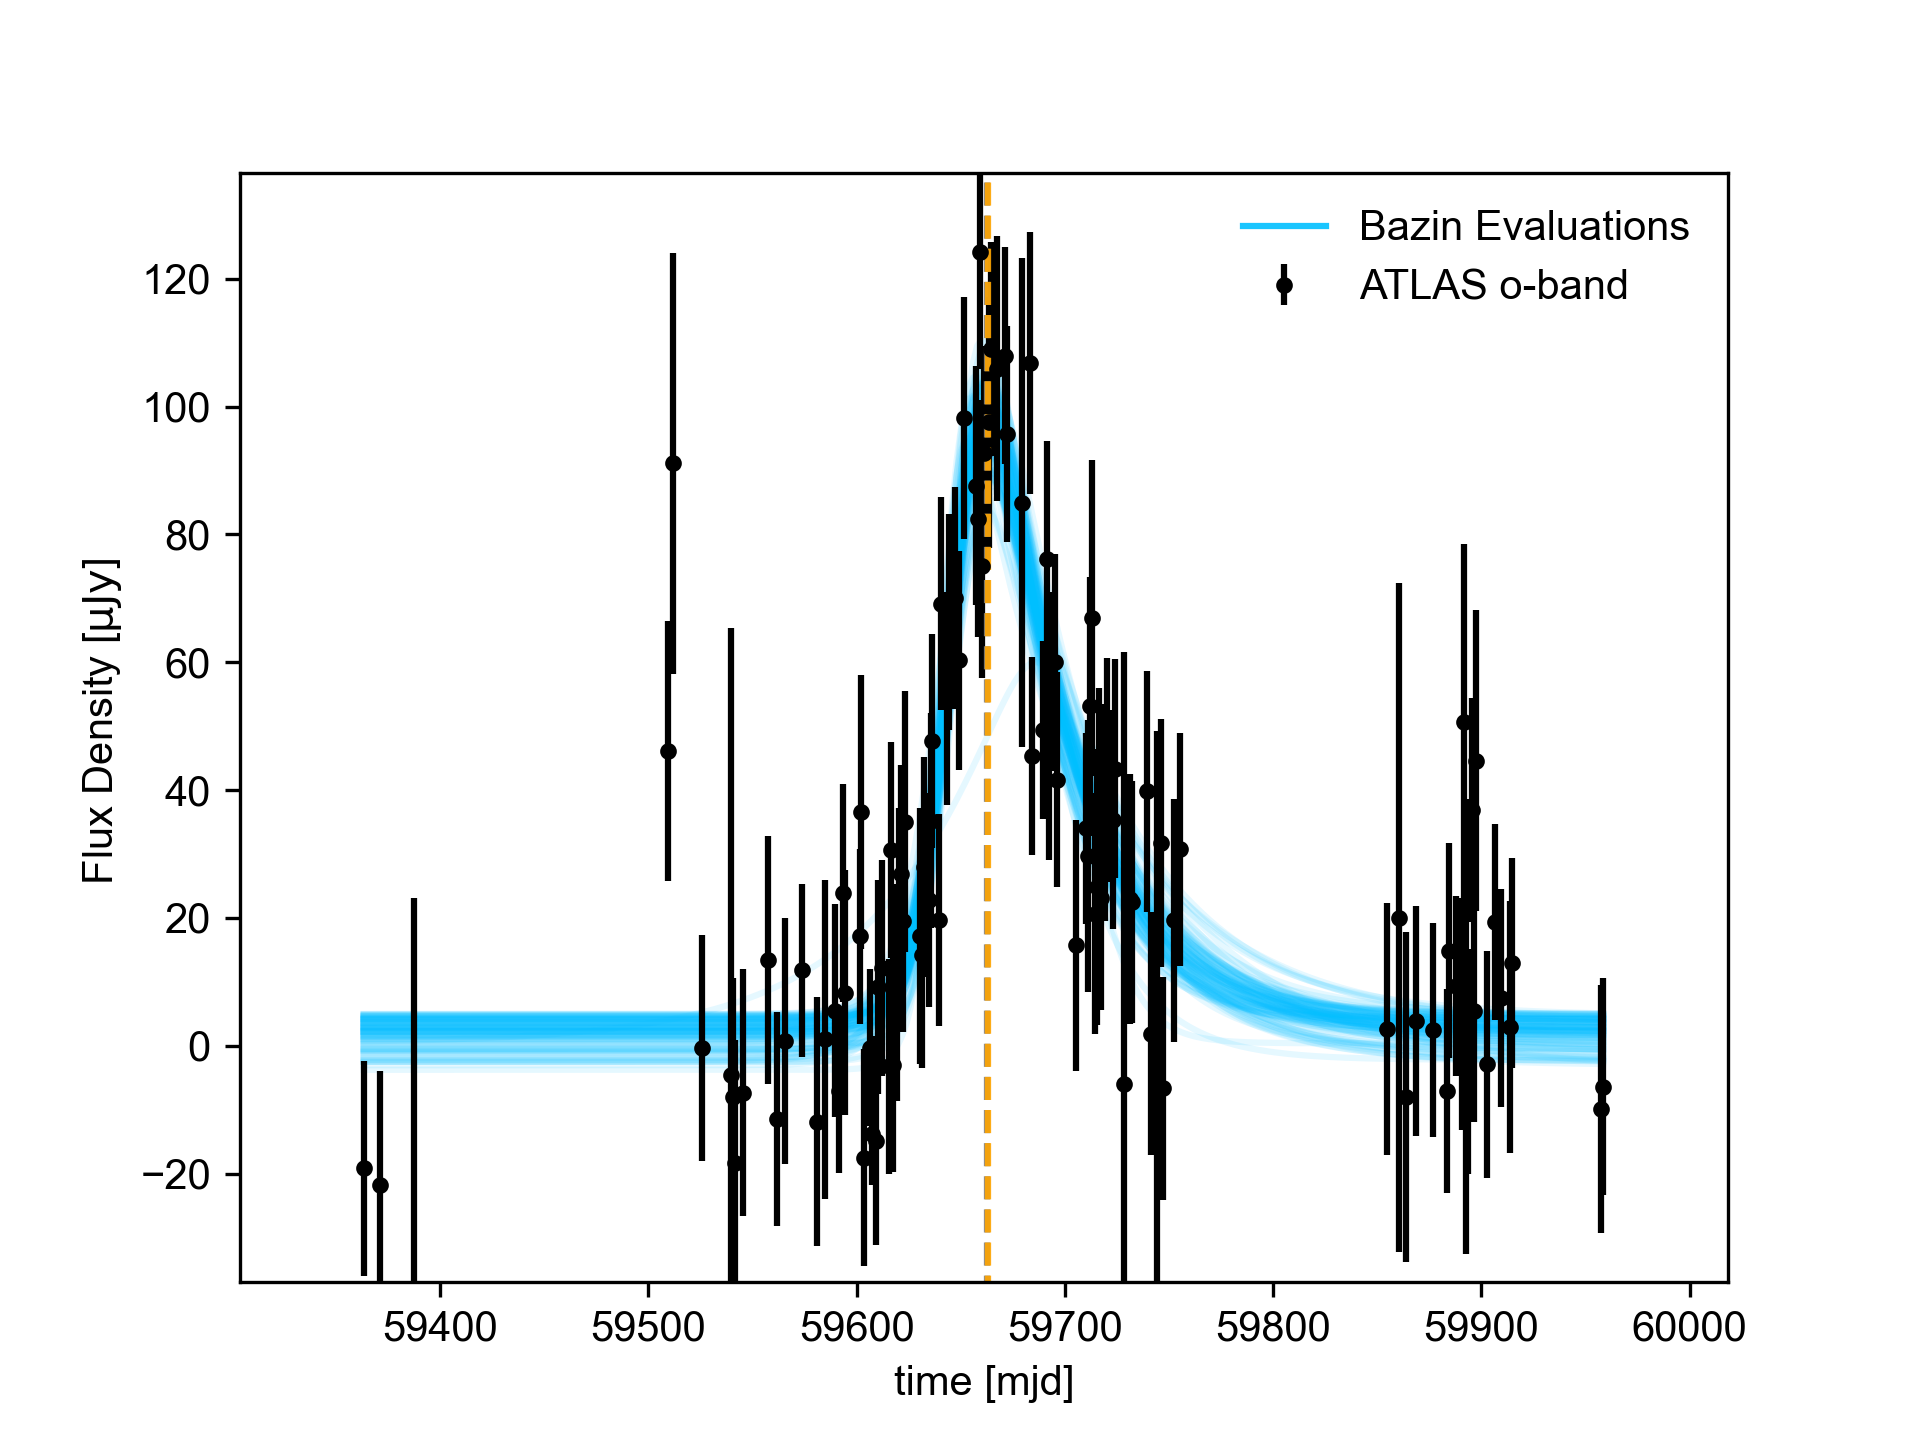 Bazin Evaluations
ATLAS o-band
Flux Density [µJy]
120
100
80
60
40
20
0
−20
59400 59500 59600 59700 59800 59900 60000
time [mjd]